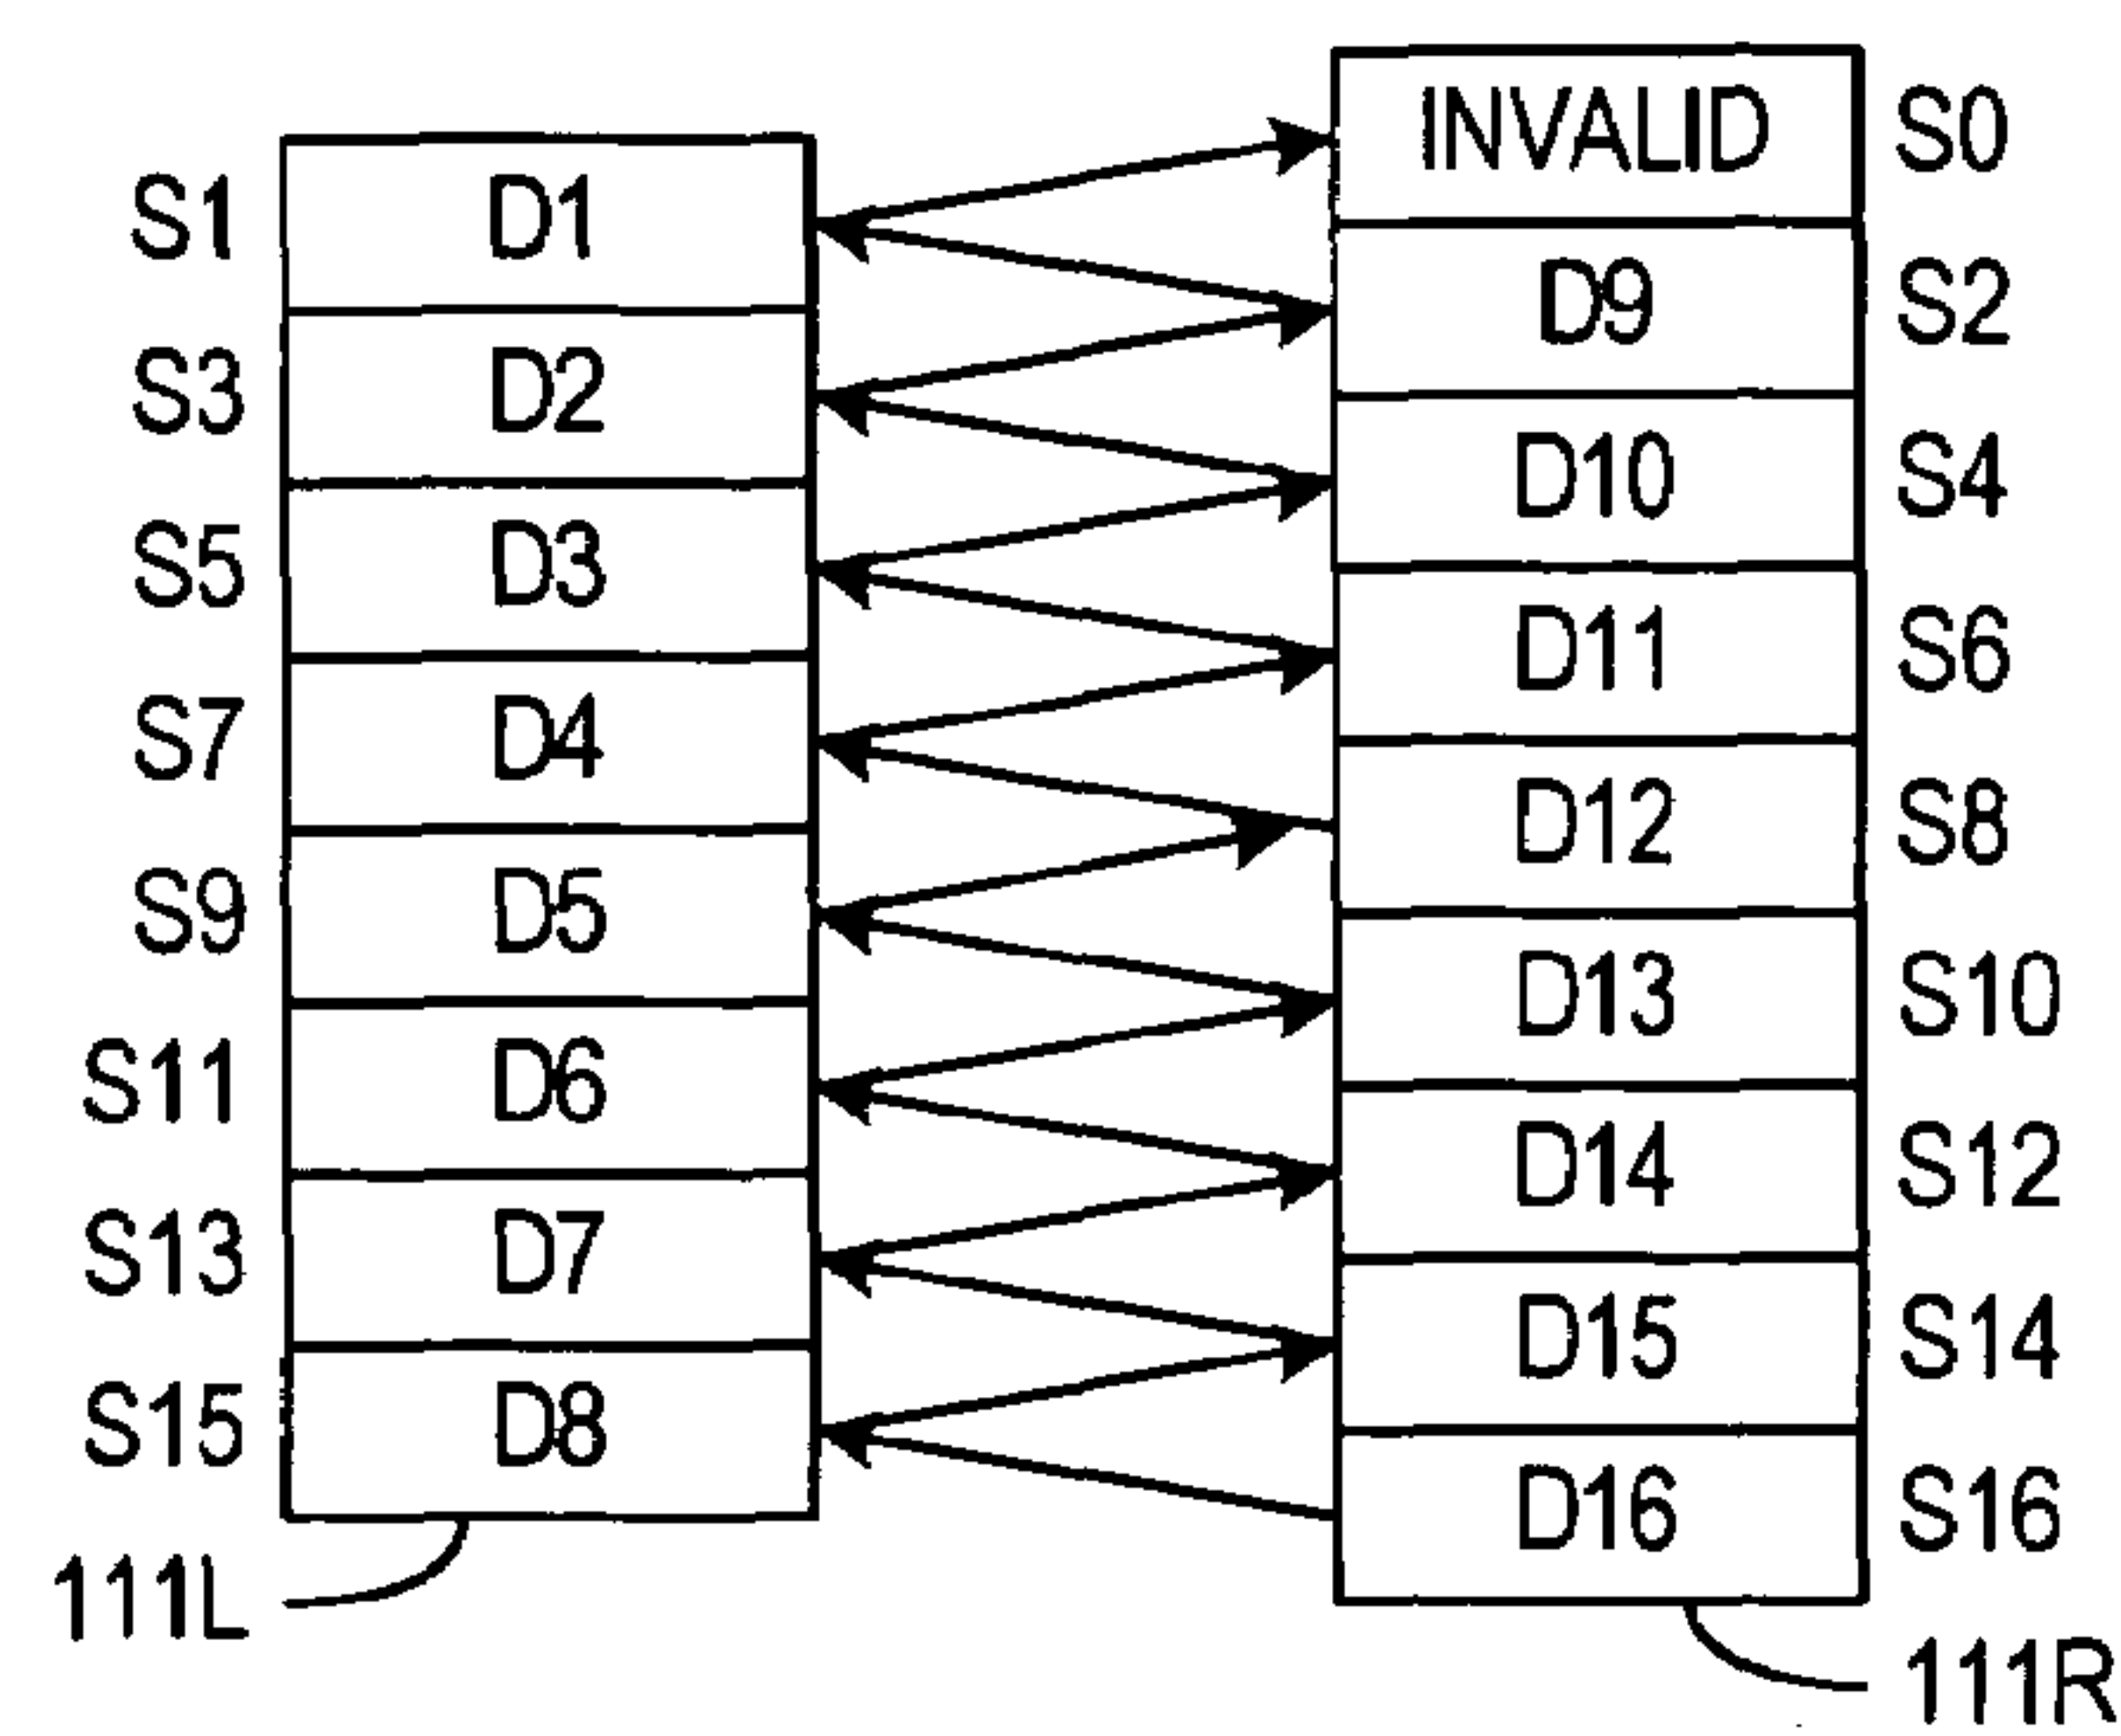 INVALID S0
S1 D1
D9 S2
S3 D2
D10 S4
S5 D3
D11 S6
S7 D4
D12 S8
S9 D5
D13 S10
S11 D6
D14 S12
S13 D7
D15 S14
S15 D8
D16 S16
111L
111R